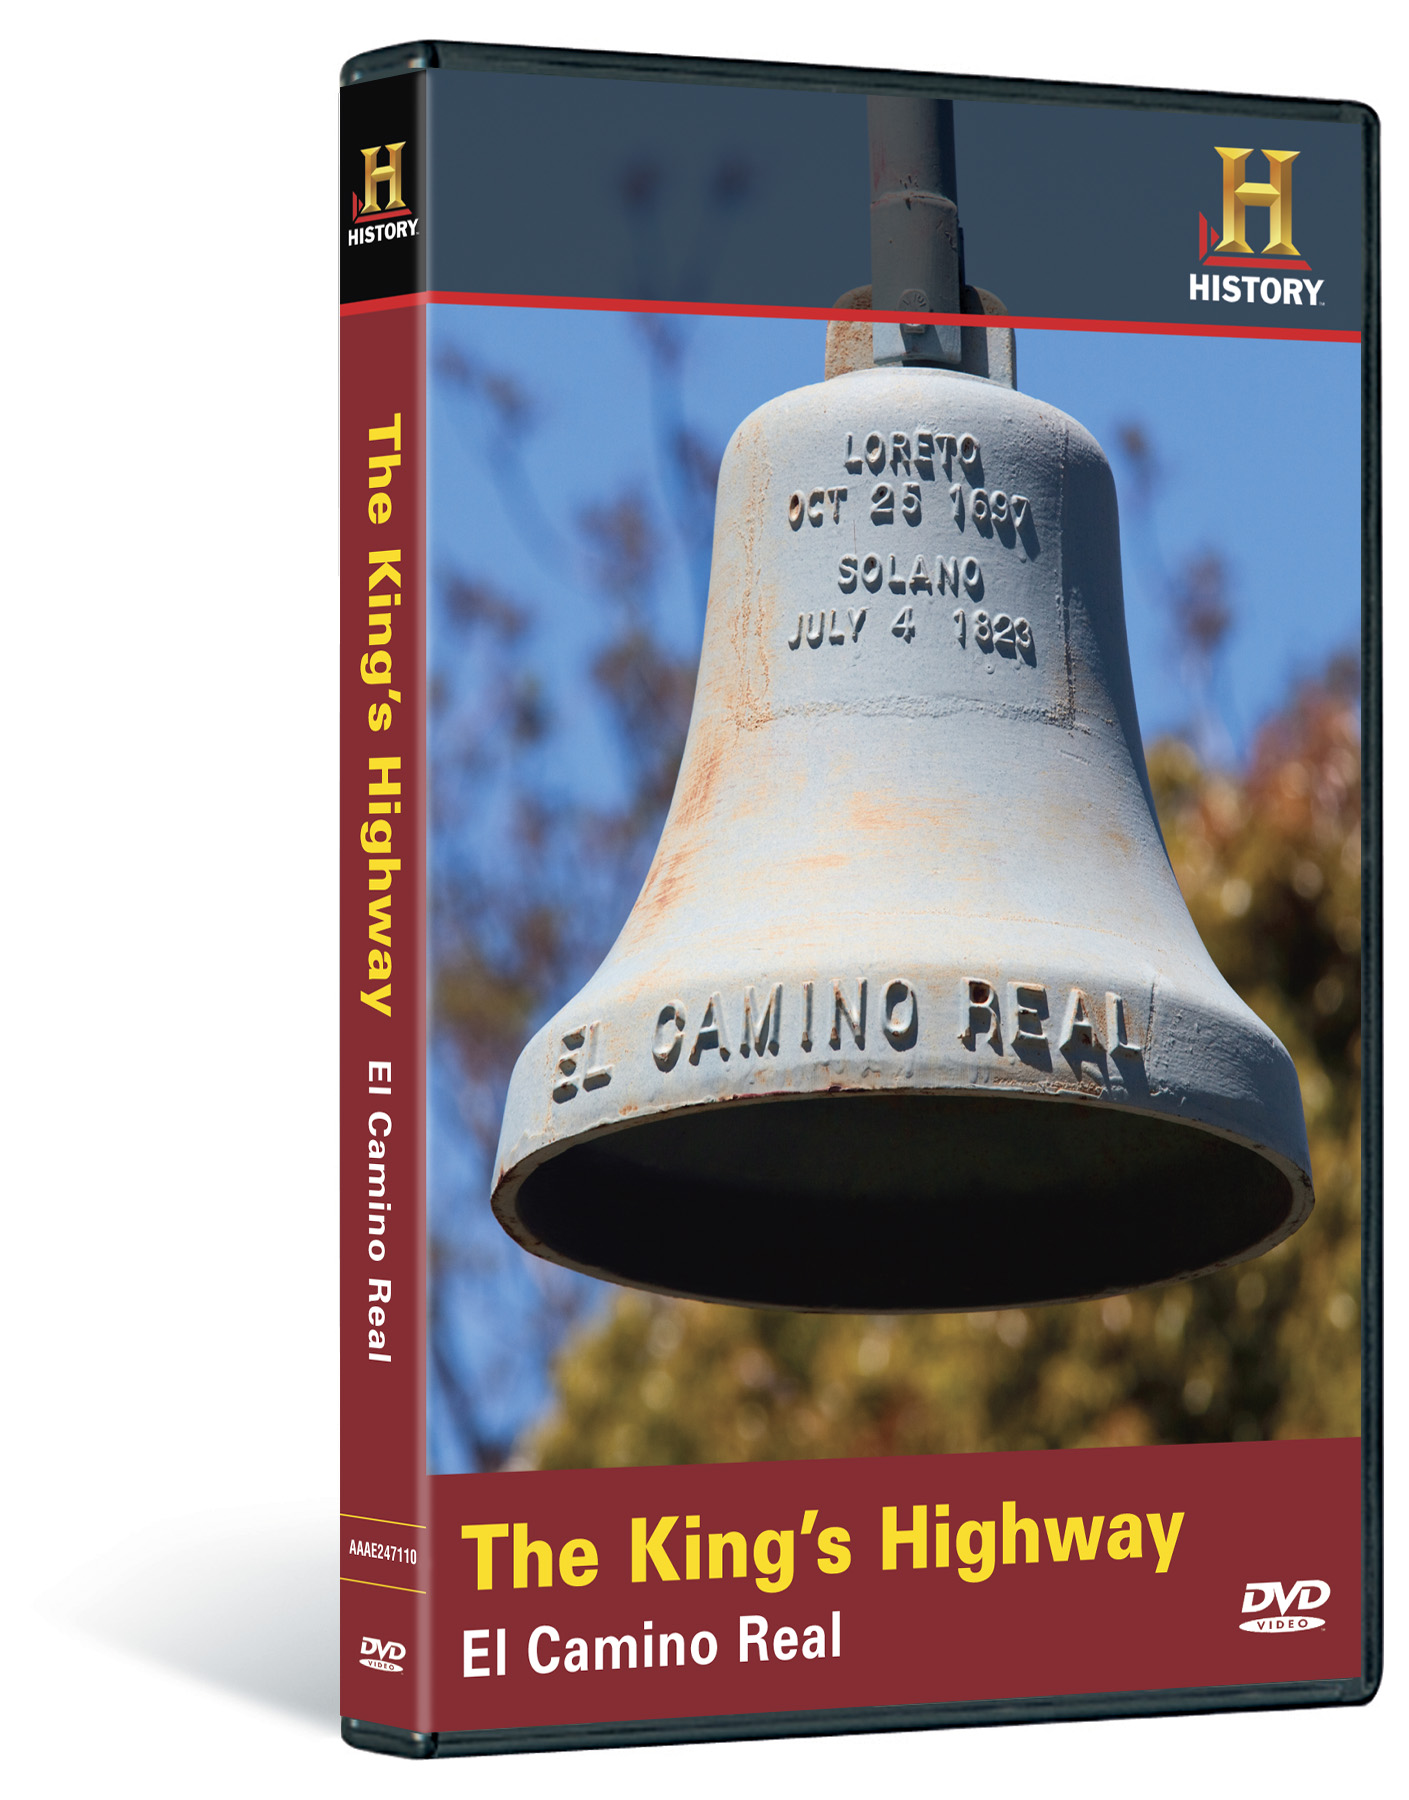 H
HISTORY
The King's Highway El Camino Real
AAAE247110
DVD
VIDEO
H
HISTORY
LORETO
OCT 25 1697
SOLANO
JULY 4 1823
EL CAMINO REAL
The King's Highway
El Camino Real
DVD
VIDEO